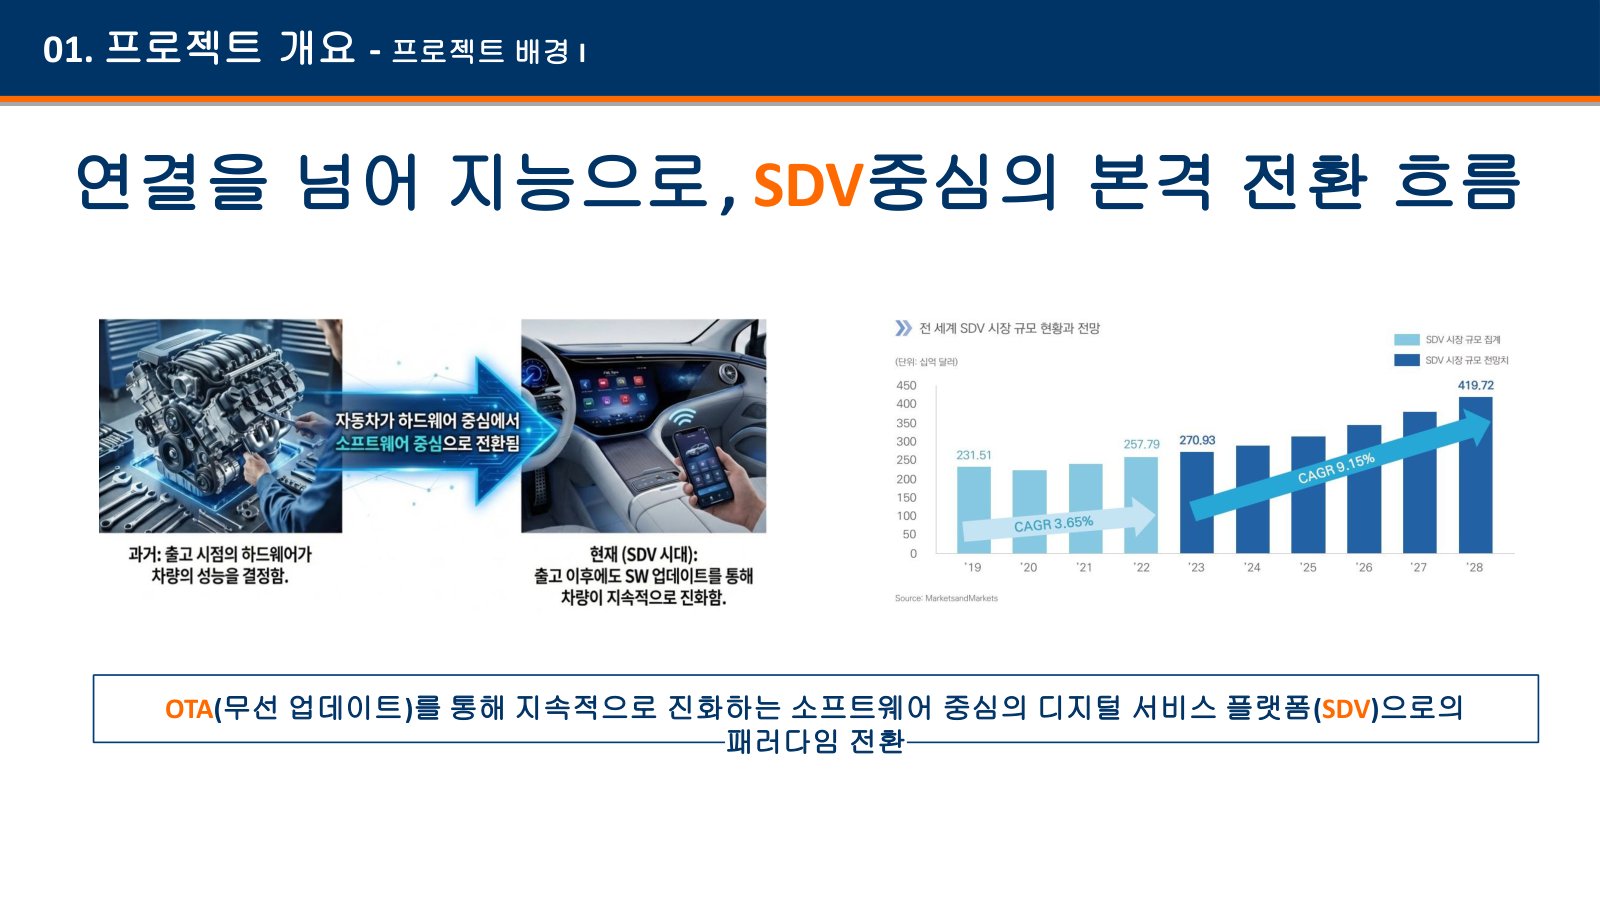 01. 프로젝트 개요 - 프로젝트 배경 I
연결을 넘어 지능으로, SDV중심의 본격 전환 흐름
자동차가 하드웨어 중심에서
소프트웨어 중심으로 전환됨
과거: 출고 시점의 하드웨어가
차량의 성능을 결정함.
현재 (SDV 시대):
출고 이후에도 SW 업데이트를 통해
차량이 지속적으로 진화함.
전 세계 SDV 시장 규모 현황과 전망
(단위: 십억 달러)
SDV 시장 규모 집계
SDV 시장 규모 전망치
450
400
350
300
250
200
150
100
50
0
231.51
257.79
270.93
419.72
CAGR 3.65%
CAGR 9.15%
'19 '20 '21 '22 '23 '24 '25 '26 '27 '28
Source: MarketsandMarkets
OTA(무선 업데이트)를 통해 지속적으로 진화하는 소프트웨어 중심의 디지털 서비스 플랫폼(SDV)으로의
패러다임 전환